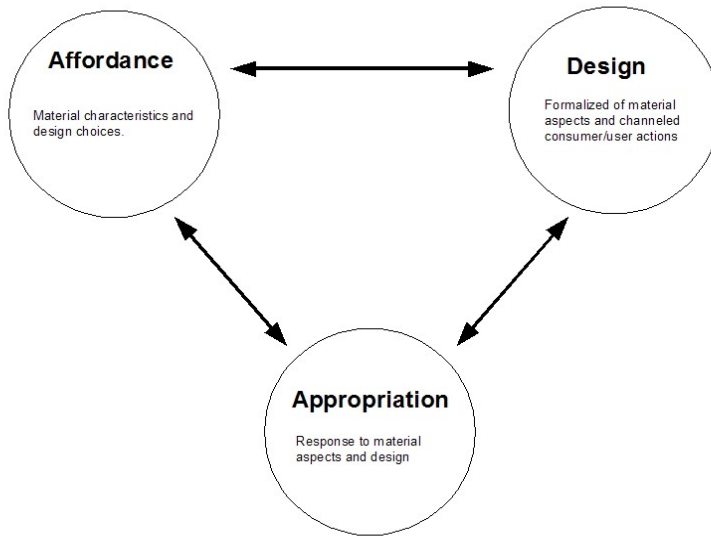 Affordance
Material characteristics and
design choices.
Design
Formalized of material
aspects and channeled
consumer/user actions
Appropriation
Response to material
aspects and design